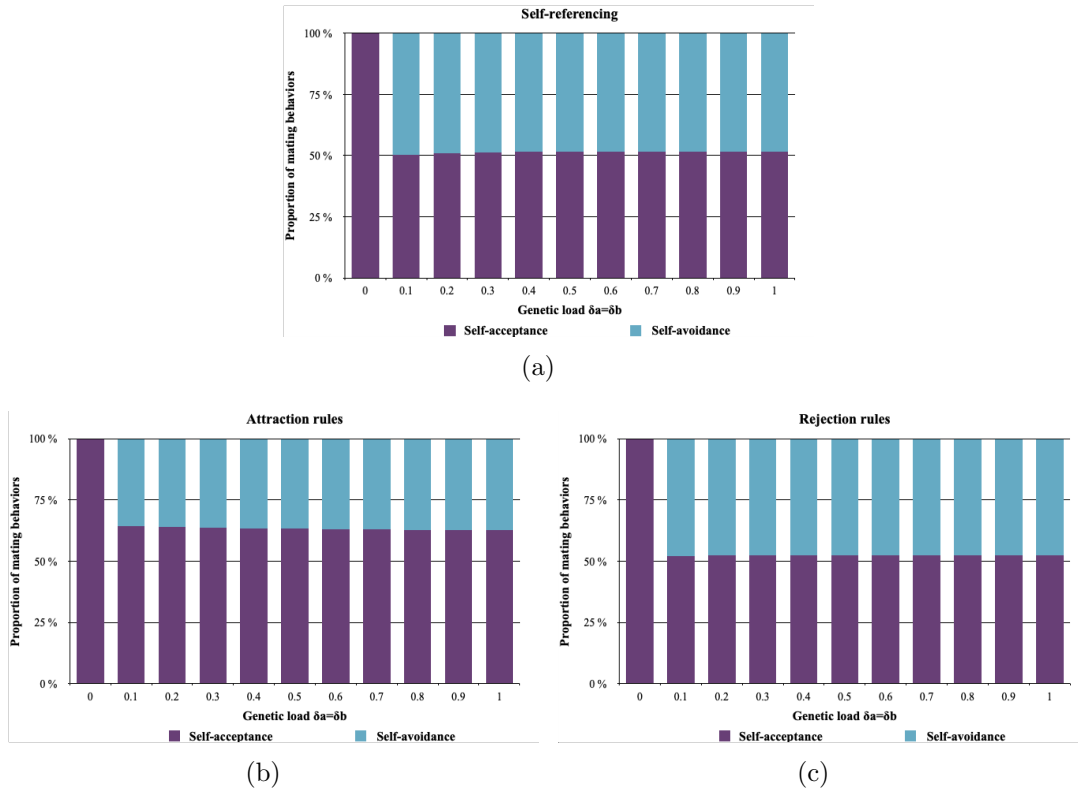 Self-referencing
Proportion of mating behaviors
100 %
75 %
50 %
25 %
0 %
0 0.1 0.2 0.3 0.4 0.5 0.6 0.7 0.8 0.9 1
Genetic load δa=δb
Self-acceptance Self-avoidance
(a)
Attraction rules
Proportion of mating behaviors
100 %
75 %
50 %
25 %
0 %
0 0.1 0.2 0.3 0.4 0.5 0.6 0.7 0.8 0.9 1
Genetic load δa=δb
Self-acceptance Self-avoidance
(b)
Rejection rules
Proportion of mating behaviors
100 %
75 %
50 %
25 %
0 %
0 0.1 0.2 0.3 0.4 0.5 0.6 0.7 0.8 0.9 1
Genetic load δa=δb
Self-acceptance Self-avoidance
(c)